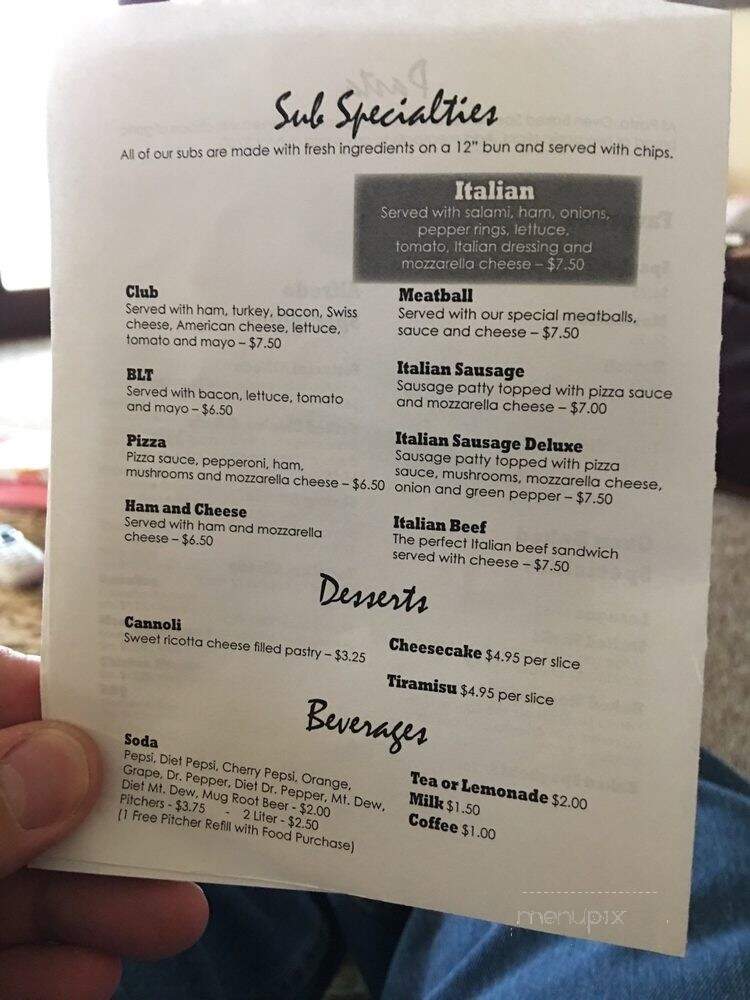 Sub Specialties
All of our subs are made with fresh ingredients on a 12" bun and served with chips.
Italian
Served with salami, ham, onions,
pepper rings, lettuce,
tomato, Italian dressing and
mozzarella cheese – $7.50
Club
Served with ham, turkey, bacon, Swiss
cheese, American cheese, lettuce,
tomato and mayo – $7.50
BLT
Served with bacon, lettuce, tomato
and mayo – $6.50
Pizza
Pizza sauce, pepperoni, ham,
mushrooms and mozzarella cheese – $6.50
Ham and Cheese
Served with ham and mozzarella
cheese – $6.50
Meatball
Served with our special meatballs,
sauce and cheese – $7.50
Italian Sausage
Sausage patty topped with pizza sauce
and mozzarella cheese – $7.00
Italian Sausage Deluxe
Sausage patty topped with pizza
sauce, mushrooms, mozzarella cheese,
onion and green pepper – $7.50
Italian Beef
The perfect Italian beef sandwich
served with cheese – $7.50
Desserts
Cannoli
Sweet ricotta cheese filled pastry – $3.25
Cheesecake $4.95 per slice
Tiramisu $4.95 per slice
Beverages
Soda
Pepsi, Diet Pepsi, Cherry Pepsi, Orange,
Grape, Dr. Pepper, Diet Dr. Pepper, Mt. Dew,
Diet Mt. Dew, Mug Root Beer - $2.00
Pitchers - $3.75 - 2 Liter - $2.50
(1 Free Pitcher Refill with Food Purchase)
Tea or Lemonade $2.00
Milk $1.50
Coffee $1.00
menupix